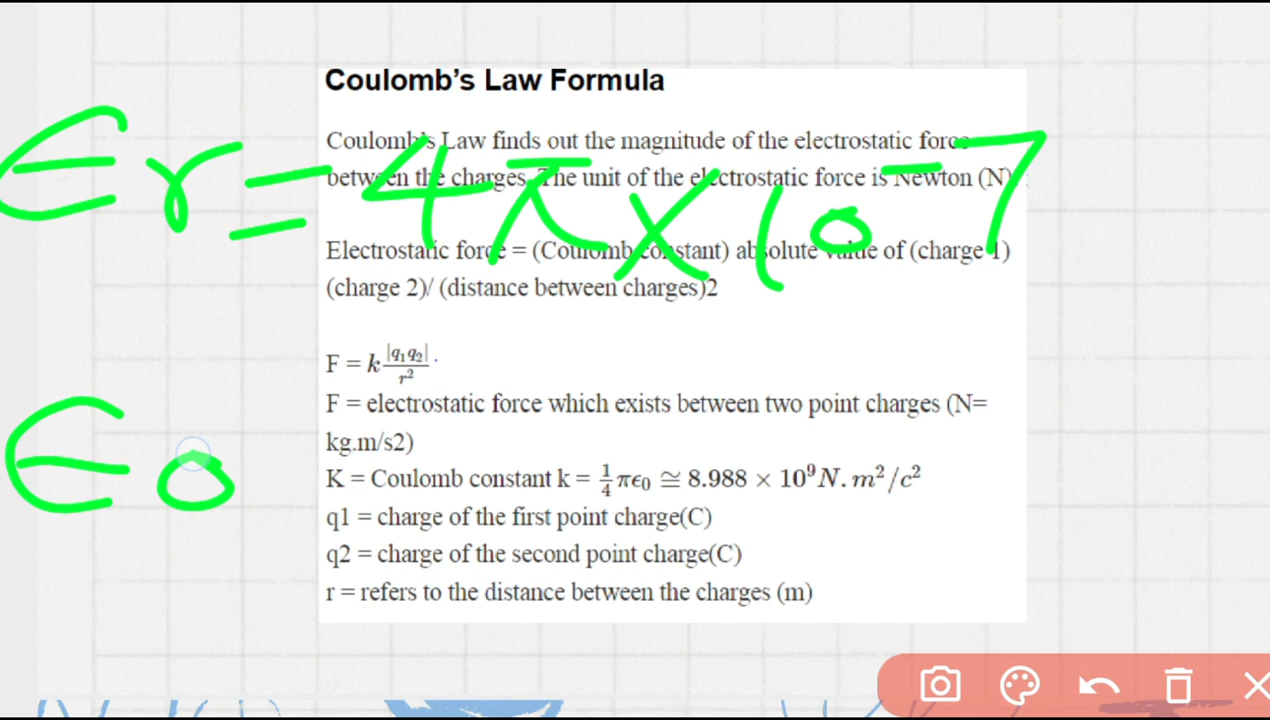 Coulomb's Law Formula
Coulomb's Law finds out the magnitude of the electrostatic force
between the charges. The unit of the electrostatic force is Newton (N).
Єr = 4π×10-7
Electrostatic force = (Coulomb constant) absolute value of (charge 1)
(charge 2)/ (distance between charges)2
F = k |q₁q₂| / r² .
F = electrostatic force which exists between two point charges (N=
kg.m/s2)
Є0
K = Coulomb constant k = 1/4 πϵ₀ ≅ 8.988 × 10⁹ N. m²/c²
q1 = charge of the first point charge(C)
q2 = charge of the second point charge(C)
r = refers to the distance between the charges (m)